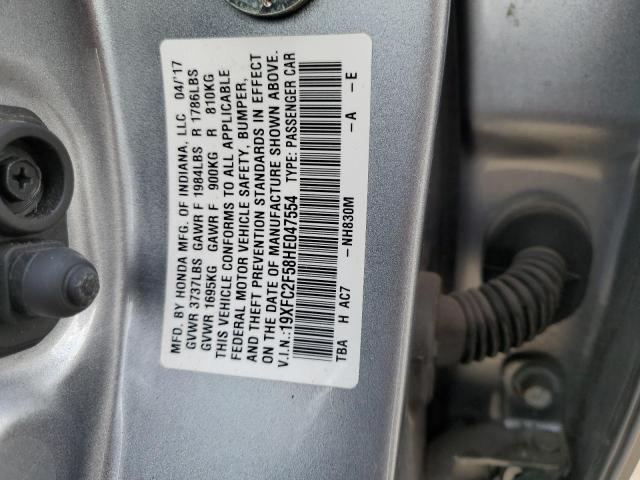 MFD. BY HONDA MFG. OF INDIANA, LLC 04/'17
GVWR 3737LBS GAWR F 1984LBS R 1786LBS
GVWR 1695KG GAWR F 900KG R 810KG
THIS VEHICLE CONFORMS TO ALL APPLICABLE
FEDERAL MOTOR VEHICLE SAFETY, BUMPER,
AND THEFT PREVENTION STANDARDS IN EFFECT
ON THE DATE OF MANUFACTURE SHOWN ABOVE.
V.I.N.:19XFC2F58HE047554 TYPE: PASSENGER CAR
TBA H AC7 -NH830M -A -E